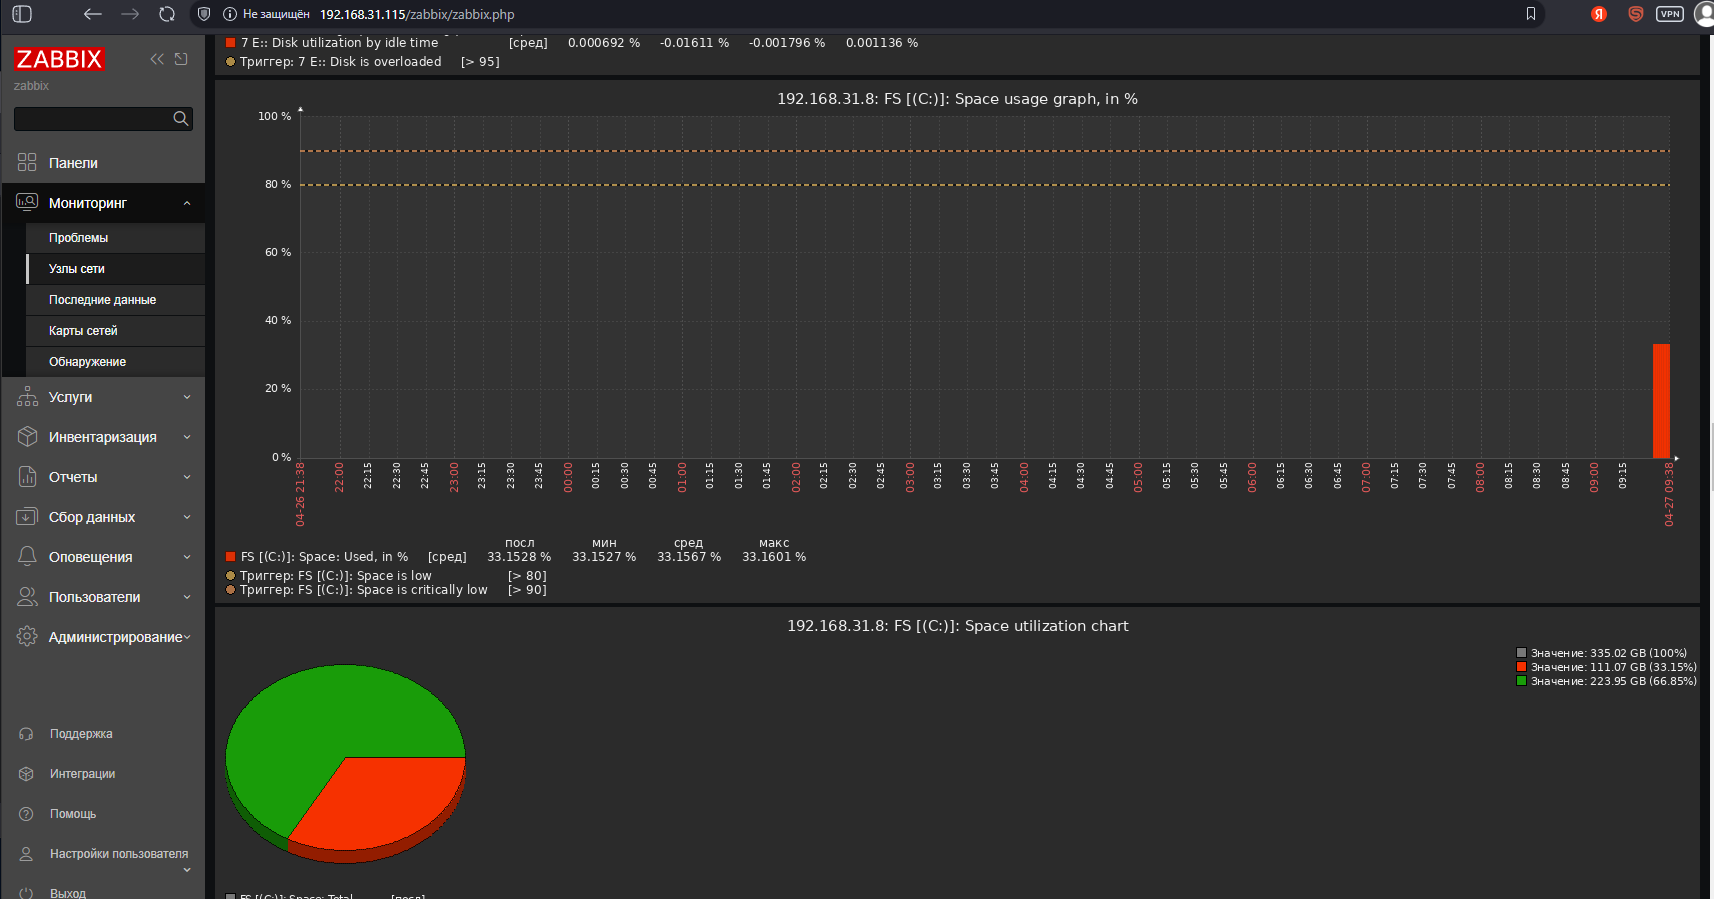 Не защищён 192.168.31.115/zabbix/zabbix.php
VPN
ZABBIX
zabbix
Панели
Мониторинг
Проблемы
Узлы сети
Последние данные
Карты сетей
Обнаружение
Услуги
Инвентаризация
Отчеты
Сбор данных
Оповещения
Пользователи
Администрирование
Поддержка
Интеграции
Помощь
Настройки пользователя
Выход
7 E:: Disk utilization by idle time [сред] 0.000692 % -0.01611 % -0.001796 % 0.001136 %
Триггер: 7 E:: Disk is overloaded [> 95]
192.168.31.8: FS [(C:)]: Space usage graph, in %
100 %
80 %
60 %
40 %
20 %
0 %
04-26 21:38 22:00 22:15 22:30 22:45 23:00 23:15 23:30 23:45 00:00 00:15 00:30 00:45 01:00 01:15 01:30 01:45 02:00 02:15 02:30 02:45 03:00 03:15 03:30 03:45 04:00 04:15 04:30 04:45 05:00 05:15 05:30 05:45 06:00 06:15 06:30 06:45 07:00 07:15 07:30 07:45 08:00 08:15 08:30 08:45 09:00 09:15 04-27 09:38
посл мин сред макс
FS [(C:)]: Space: Used, in % [сред] 33.1528 % 33.1527 % 33.1567 % 33.1601 %
Триггер: FS [(C:)]: Space is low [> 80]
Триггер: FS [(C:)]: Space is critically low [> 90]
192.168.31.8: FS [(C:)]: Space utilization chart
Значение: 335.02 GB (100%)
Значение: 111.07 GB (33.15%)
Значение: 223.95 GB (66.85%)
FS [(C:)]: Space: Total [посл]